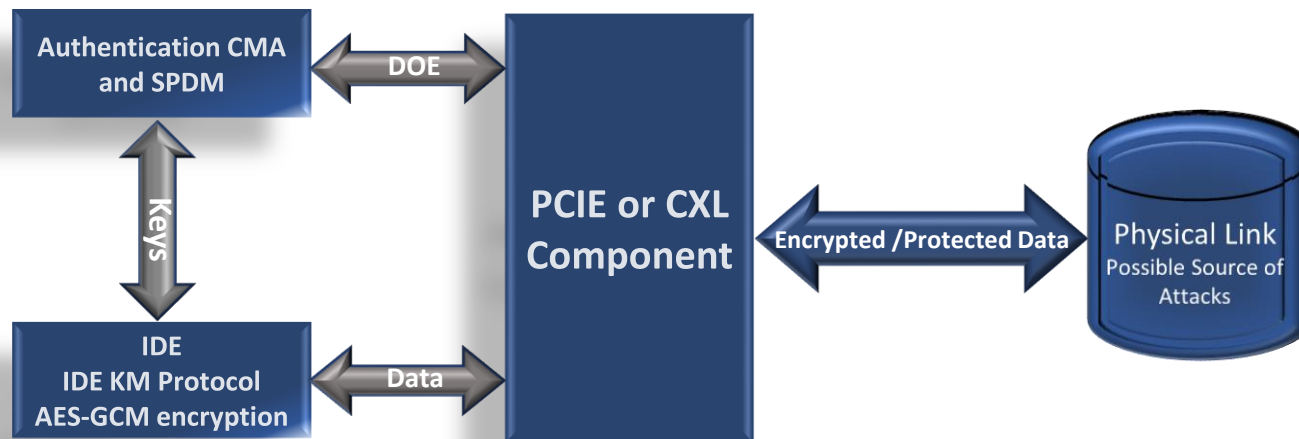 Authentication CMA
and SPDM
DOE
Keys
IDE
IDE KM Protocol
AES-GCM encryption
Data
PCIE or CXL
Component
Encrypted /Protected Data
Physical Link
Possible Source of
Attacks